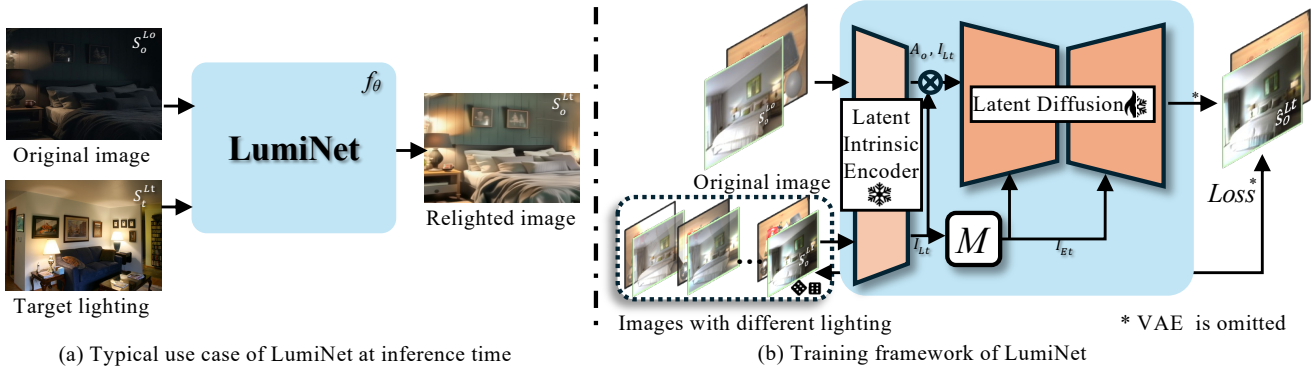 S_o^{Lo}
Original image
S_t^{Lt}
Target lighting
f_θ
LumiNet
S_o^{Lt}
Relighted image
(a) Typical use case of LumiNet at inference time
S_o^{Lo}
Original image
S_o^{Lt}
Images with different lighting
Latent
Intrinsic
Encoder
A_o, I_{Lt}
I_{Lt}
M
I_{Et}
Latent Diffusion
*
Ŝ_O^{Lt}
Loss*
* VAE is omitted
(b) Training framework of LumiNet